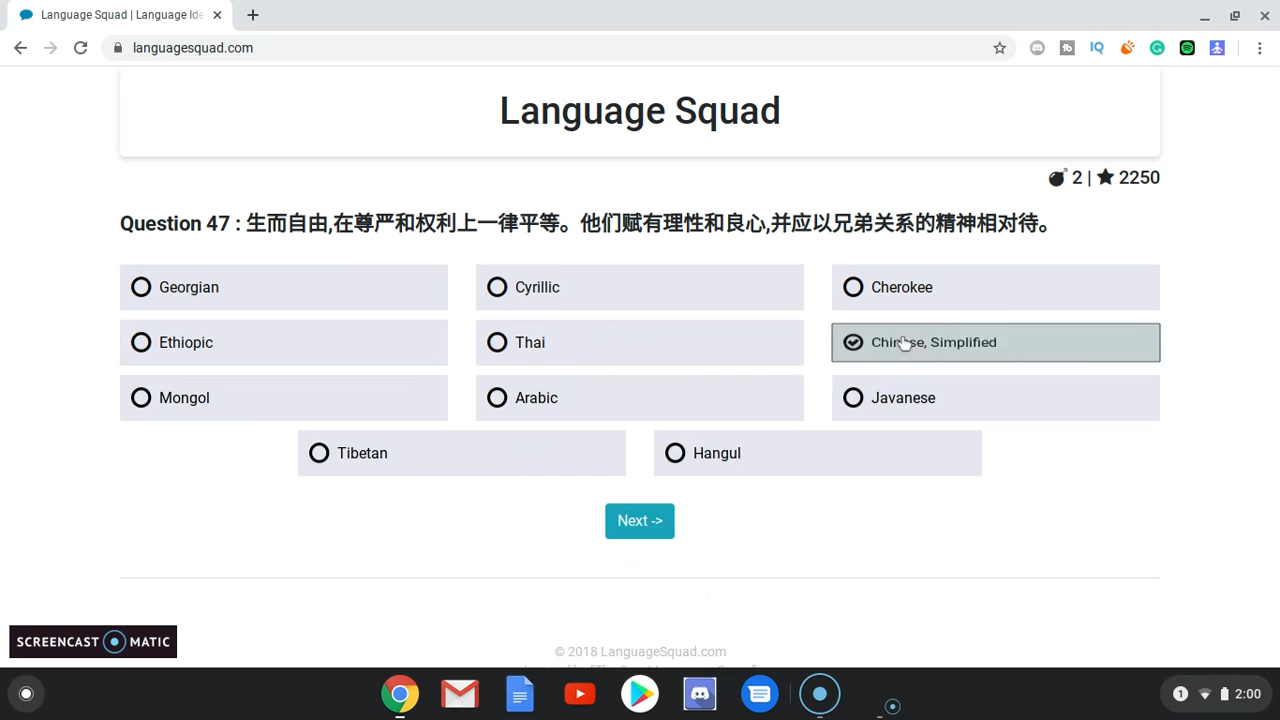 Language Squad | Language Ide
languagesquad.com
Language Squad
2 | 2250
Question 47 : 生而自由,在尊严和权利上一律平等。他们赋有理性和良心,并应以兄弟关系的精神相对待。
Georgian
Cyrillic
Cherokee
Ethiopic
Thai
Chinese, Simplified
Mongol
Arabic
Javanese
Tibetan
Hangul
Next ->
SCREENCAST MATIC
© 2018 LanguageSquad.com
1 2:00